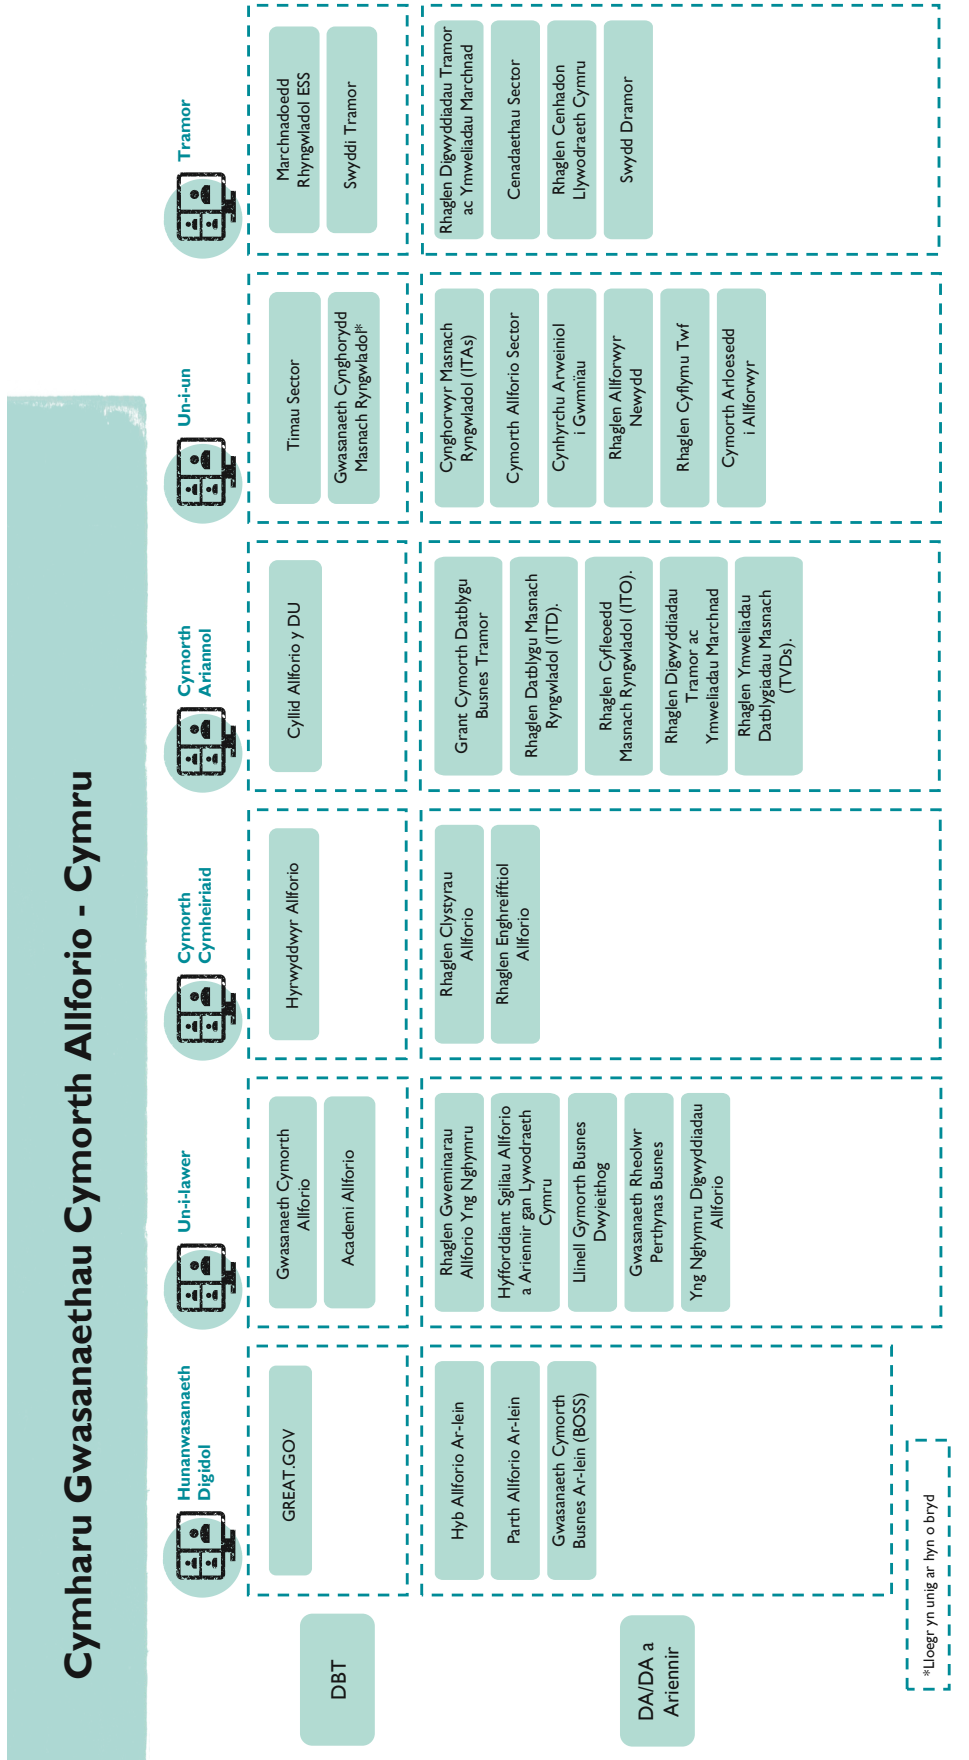 Cymharu Gwasanaethau Cymorth Allforio - Cymru
Hunanwasanaeth
Digidol
Un-i-lawer
Cymorth
Cymheiriaid
Cymorth
Ariannol
Un-i-un
Tramor
DBT
GREAT.GOV
Gwasanaeth Cymorth
Allforio
Academi Allforio
Hyrwyddwyr Allforio
Cyllid Allforio y DU
Timau Sector
Gwasanaeth Cynghorydd
Masnach Ryngwladol*
Marchnadoedd
Rhyngwladol ESS
Swyddi Tramor
DA/DA a
Ariennir
Hyb Allforio Ar-lein
Parth Allforio Ar-lein
Gwasanaeth Cymorth
Busnes Ar-lein (BOSS)
Rhaglen Gweminarau
Allforio Yng Nghymru
Hyfforddiant Sgiliau Allforio
a Ariennir gan Lywodraeth
Cymru
Llinell Gymorth Busnes
Dwyieithog
Gwasanaeth Rheolwr
Perthynas Busnes
Yng Nghymru Digwyddiadau
Allforio
Rhaglen Clystyrau
Allforio
Rhaglen Enghreifftiol
Allforio
Grant Cymorth Datblygu
Busnes Tramor
Rhaglen Datblygu Masnach
Ryngwladol (ITD).
Rhaglen Cyfleoedd
Masnach Ryngwladol (ITO).
Rhaglen Digwyddiadau
Tramor ac
Ymweliadau Marchnad
Rhaglen Ymweliadau
Datblygiadau Masnach
(TVDs).
Cynghorwyr Masnach
Ryngwladol (ITAs)
Cymorth Allforio Sector
Cynhyrchu Arweiniol
i Gwmnïau
Rhaglen Allforwyr
Newydd
Rhaglen Cyflymu Twf
Cymorth Arloesedd
i Allforwyr
Rhaglen Digwyddiadau Tramor
ac Ymweliadau Marchnad
Cenadaethau Sector
Rhaglen Cenhadon
Llywodraeth Cymru
Swydd Dramor
*Lloegr yn unig ar hyn o bryd